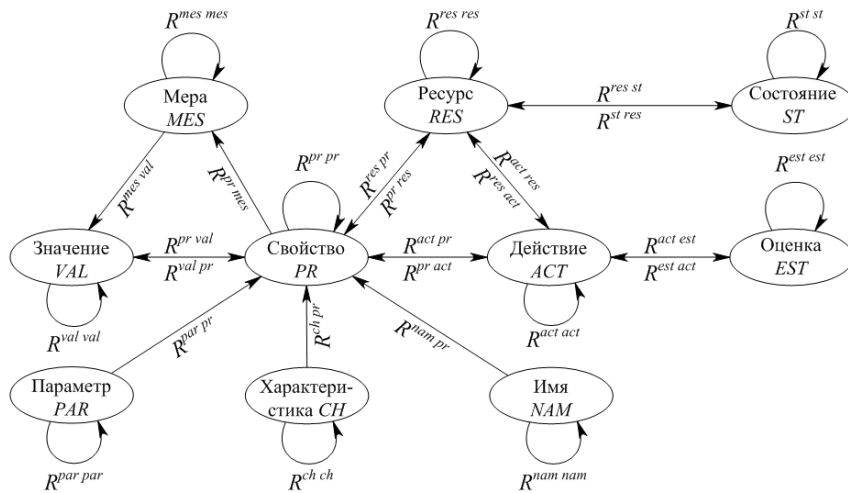 R^mes mes
R^res res
R^st st
Мера
MES
Ресурс
RES
R^res st
R^st res
Состояние
ST
R^mes val
R^pr mes
R^pr pr
R^res pr
R^pr res
R^act res
R^res act
R^est est
Значение
VAL
R^pr val
R^val pr
Свойство
PR
R^act pr
R^pr act
Действие
ACT
R^act est
R^est act
Оценка
EST
R^val val
R^par pr
R^ch pr
R^nam pr
R^act act
Параметр
PAR
Характери-
стика CH
Имя
NAM
R^par par
R^ch ch
R^nam nam